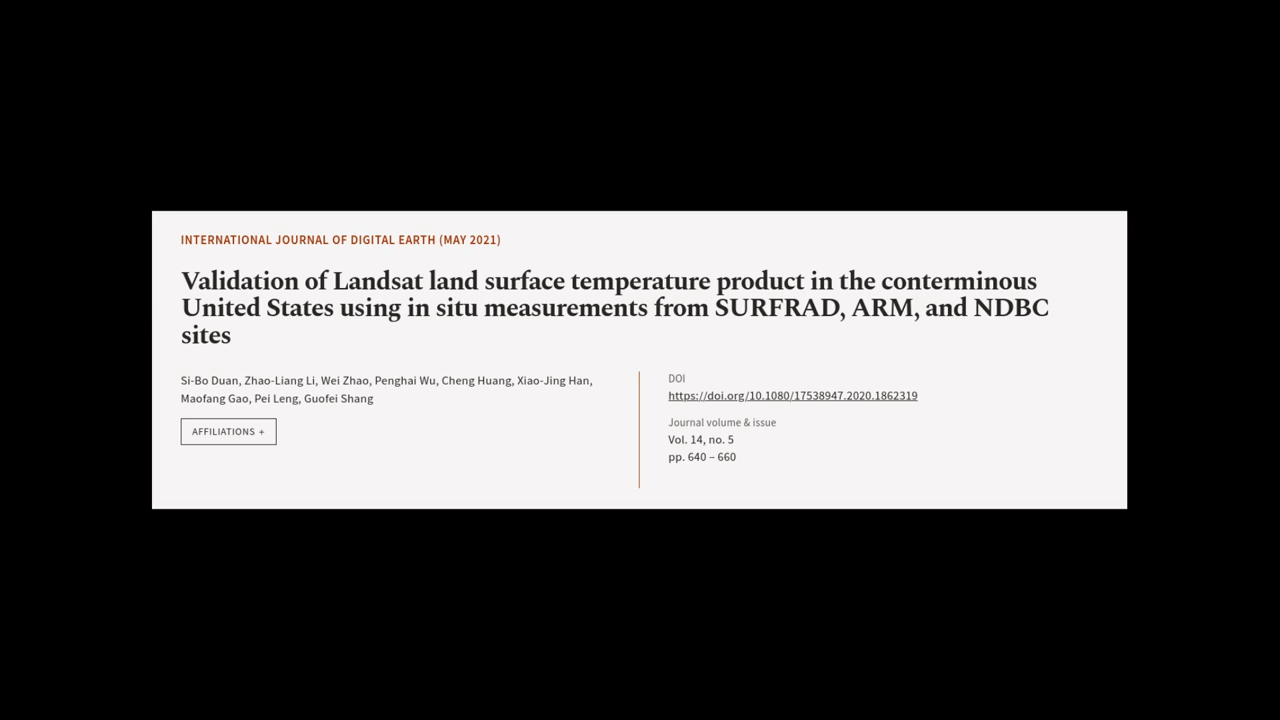 INTERNATIONAL JOURNAL OF DIGITAL EARTH (MAY 2021)
Validation of Landsat land surface temperature product in the conterminous
United States using in situ measurements from SURFRAD, ARM, and NDBC
sites
Si-Bo Duan, Zhao-Liang Li, Wei Zhao, Penghai Wu, Cheng Huang, Xiao-Jing Han,
Maofang Gao, Pei Leng, Guofei Shang
AFFILIATIONS +
DOI
https://doi.org/10.1080/17538947.2020.1862319
Journal volume & issue
Vol. 14, no. 5
pp. 640 – 660